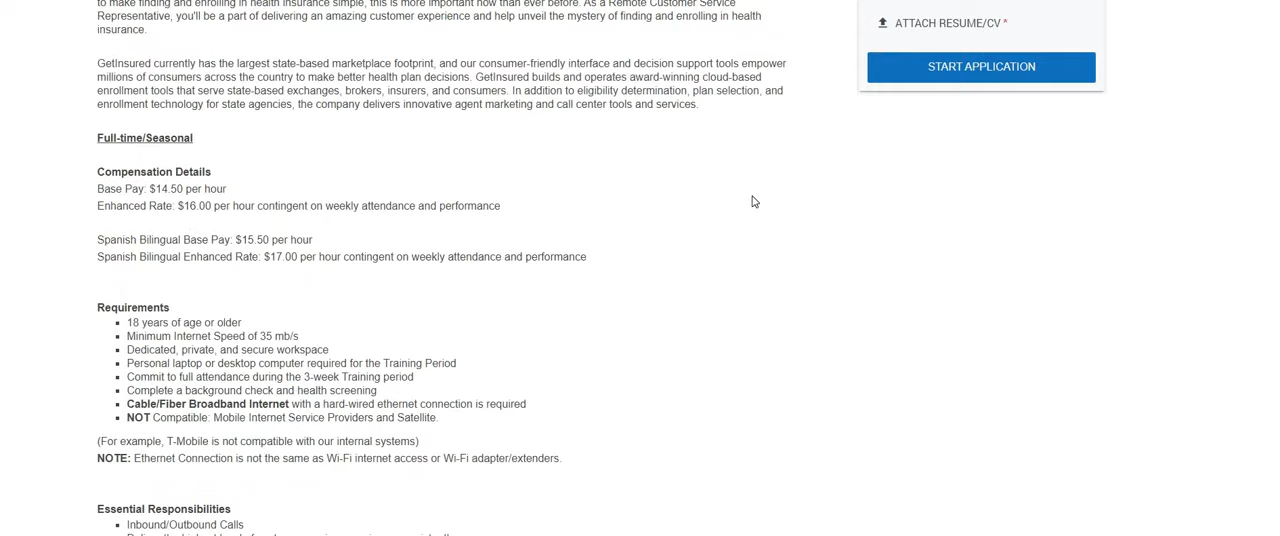 to make finding and enrolling in health insurance simple, this is more important now than ever before. As a Remote Customer Service
Representative, you'll be a part of delivering an amazing customer experience and help unveil the mystery of finding and enrolling in health
insurance.
ATTACH RESUME/CV *
START APPLICATION
GetInsured currently has the largest state-based marketplace footprint, and our consumer-friendly interface and decision support tools empower
millions of consumers across the country to make better health plan decisions. GetInsured builds and operates award-winning cloud-based
enrollment tools that serve state-based exchanges, brokers, insurers, and consumers. In addition to eligibility determination, plan selection, and
enrollment technology for state agencies, the company delivers innovative agent marketing and call center tools and services.
Full-time/Seasonal
Compensation Details
Base Pay: $14.50 per hour
Enhanced Rate: $16.00 per hour contingent on weekly attendance and performance
Spanish Bilingual Base Pay: $15.50 per hour
Spanish Bilingual Enhanced Rate: $17.00 per hour contingent on weekly attendance and performance
Requirements
18 years of age or older
Minimum Internet Speed of 35 mb/s
Dedicated, private, and secure workspace
Personal laptop or desktop computer required for the Training Period
Commit to full attendance during the 3-week Training period
Complete a background check and health screening
Cable/Fiber Broadband Internet with a hard-wired ethernet connection is required
NOT Compatible: Mobile Internet Service Providers and Satellite.
(For example, T-Mobile is not compatible with our internal systems)
NOTE: Ethernet Connection is not the same as Wi-Fi internet access or Wi-Fi adapter/extenders.
Essential Responsibilities
Inbound/Outbound Calls